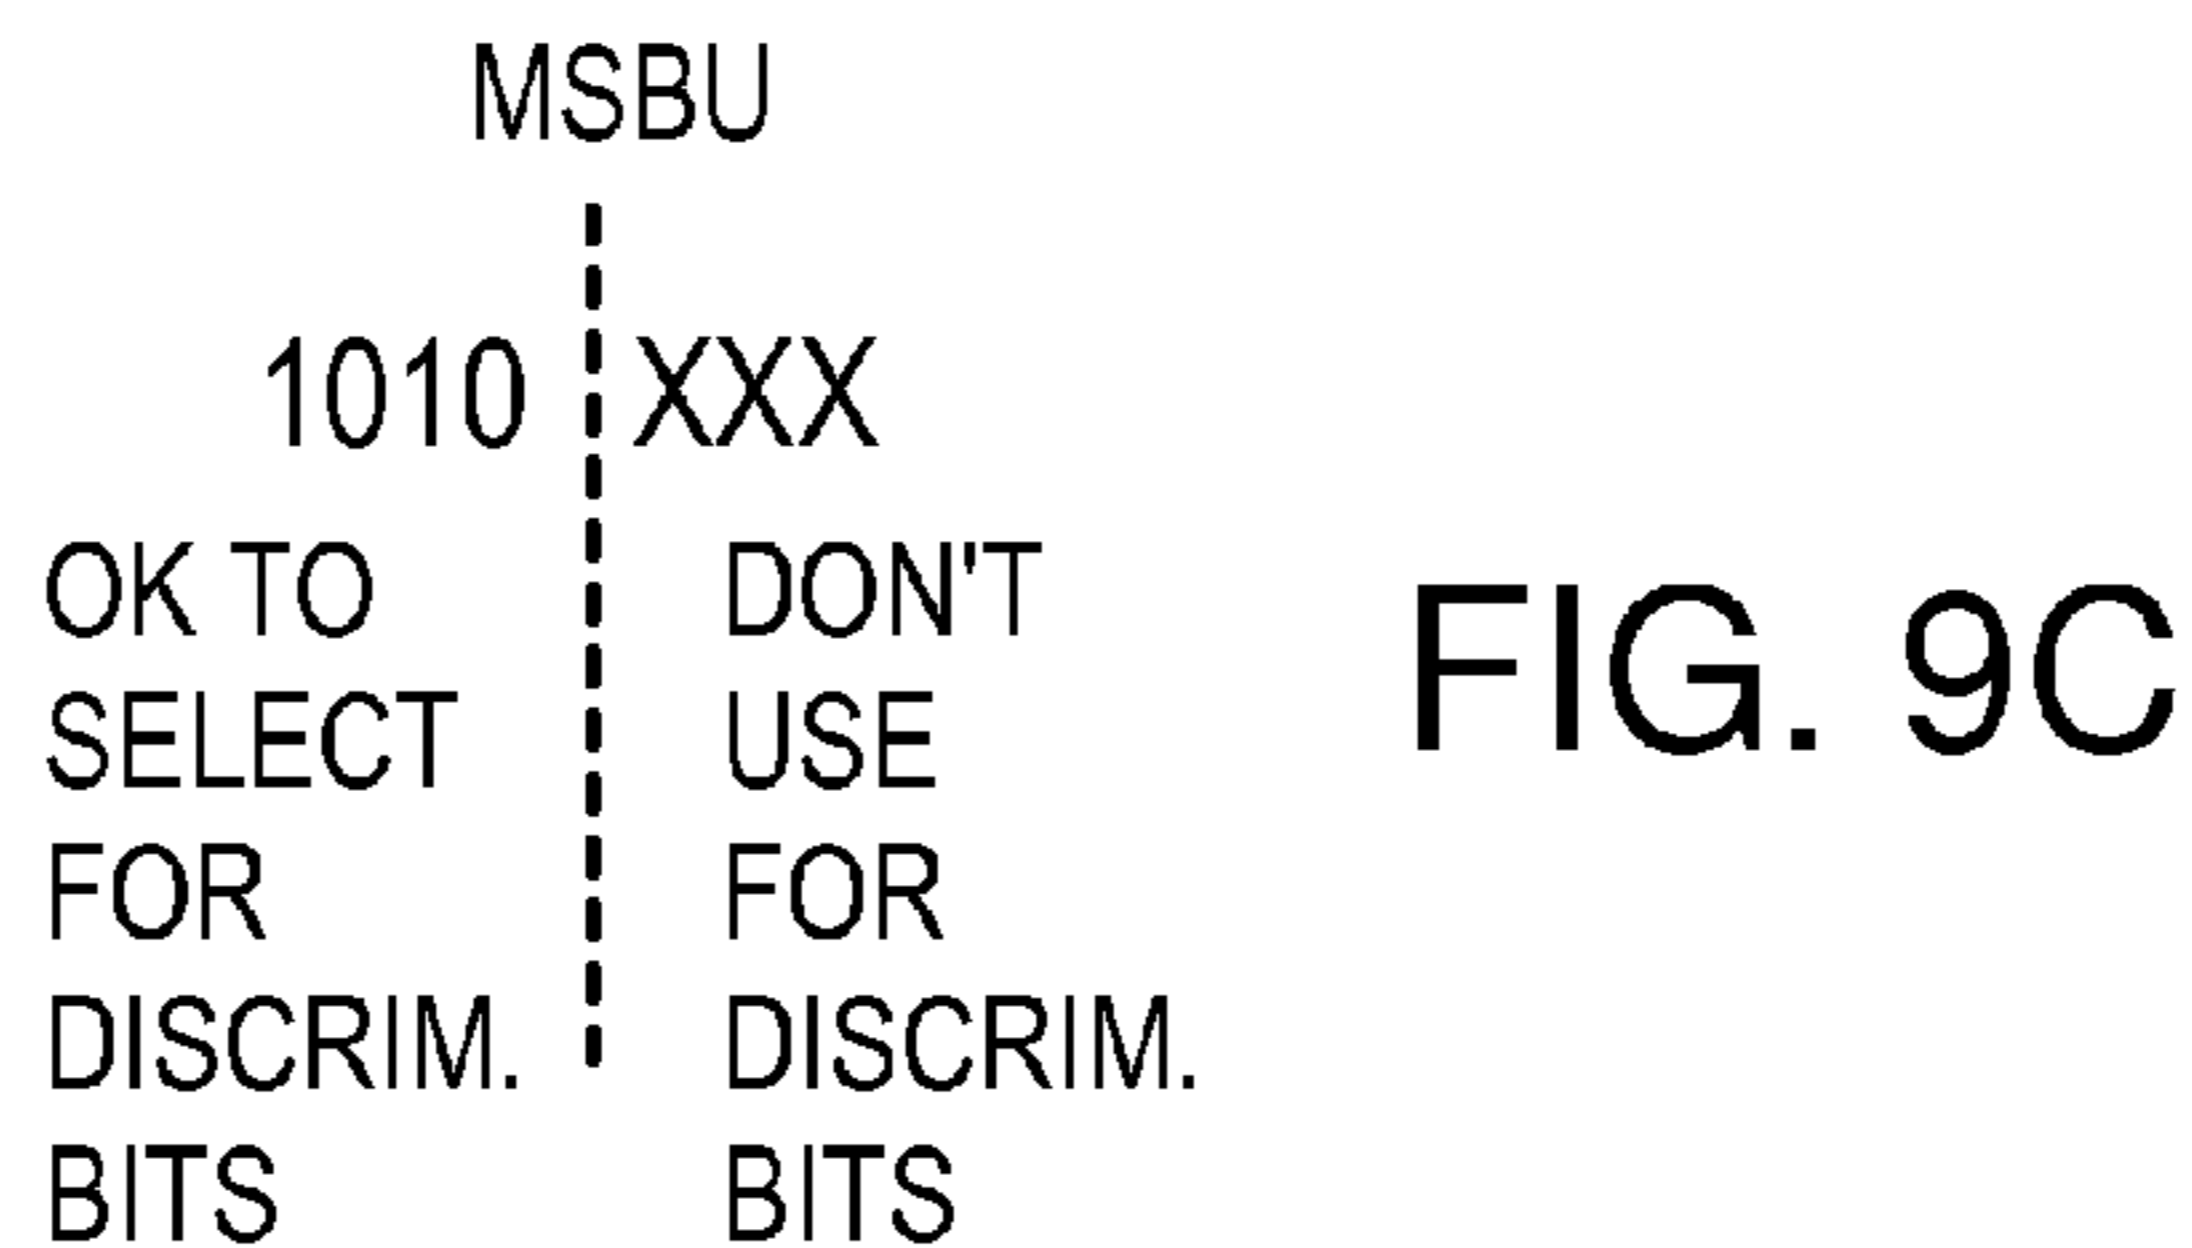 MSBU
1010 XXX
OK TO
SELECT
FOR
DISCRIM.
BITS
DON'T
USE
FOR
DISCRIM.
BITS
FIG. 9C